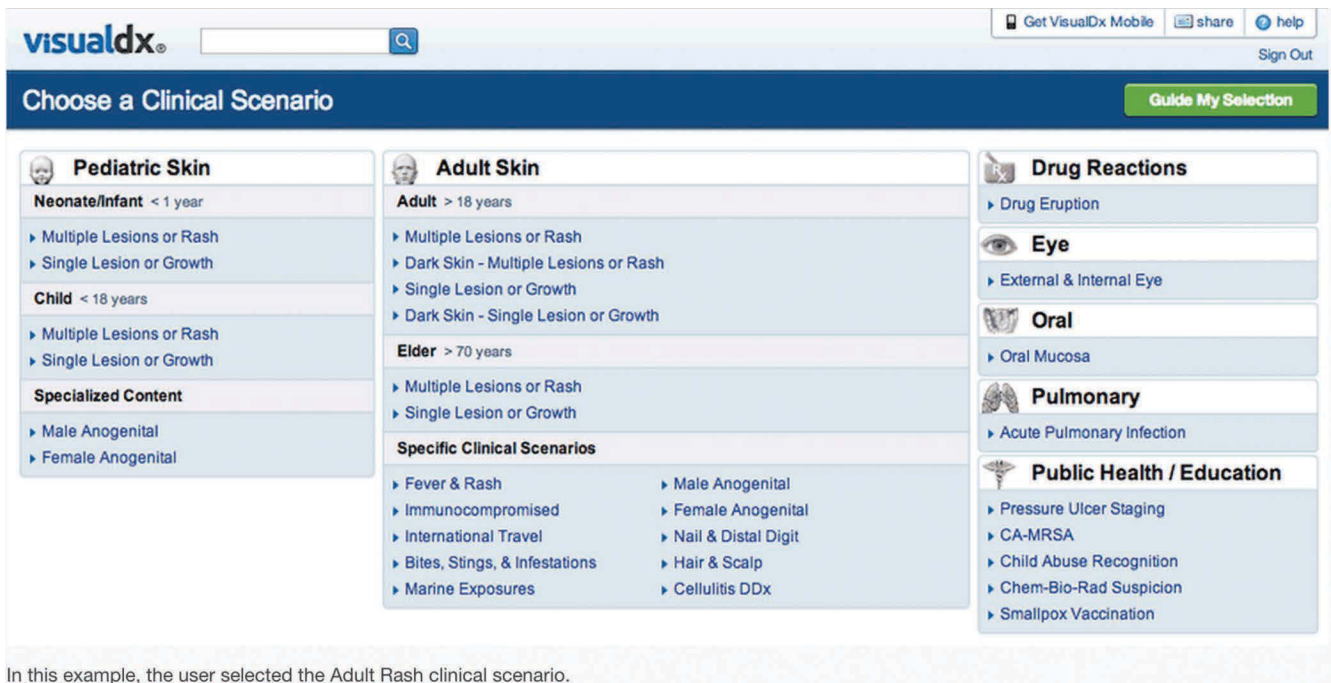 visualdx®
Get VisualDx Mobile share help
Sign Out
Choose a Clinical Scenario
Guide My Selection
Pediatric Skin
Neonate/Infant < 1 year
Multiple Lesions or Rash
Single Lesion or Growth
Child < 18 years
Multiple Lesions or Rash
Single Lesion or Growth
Specialized Content
Male Anogenital
Female Anogenital
Adult Skin
Adult > 18 years
Multiple Lesions or Rash
Dark Skin - Multiple Lesions or Rash
Single Lesion or Growth
Dark Skin - Single Lesion or Growth
Elder > 70 years
Multiple Lesions or Rash
Single Lesion or Growth
Specific Clinical Scenarios
Fever & Rash
Immunocompromised
International Travel
Bites, Stings, & Infestations
Marine Exposures
Male Anogenital
Female Anogenital
Nail & Distal Digit
Hair & Scalp
Cellulitis DDx
Rx
Drug Reactions
Drug Eruption
Eye
External & Internal Eye
Oral
Oral Mucosa
Pulmonary
Acute Pulmonary Infection
Public Health / Education
Pressure Ulcer Staging
CA-MRSA
Child Abuse Recognition
Chem-Bio-Rad Suspicion
Smallpox Vaccination
In this example, the user selected the Adult Rash clinical scenario.